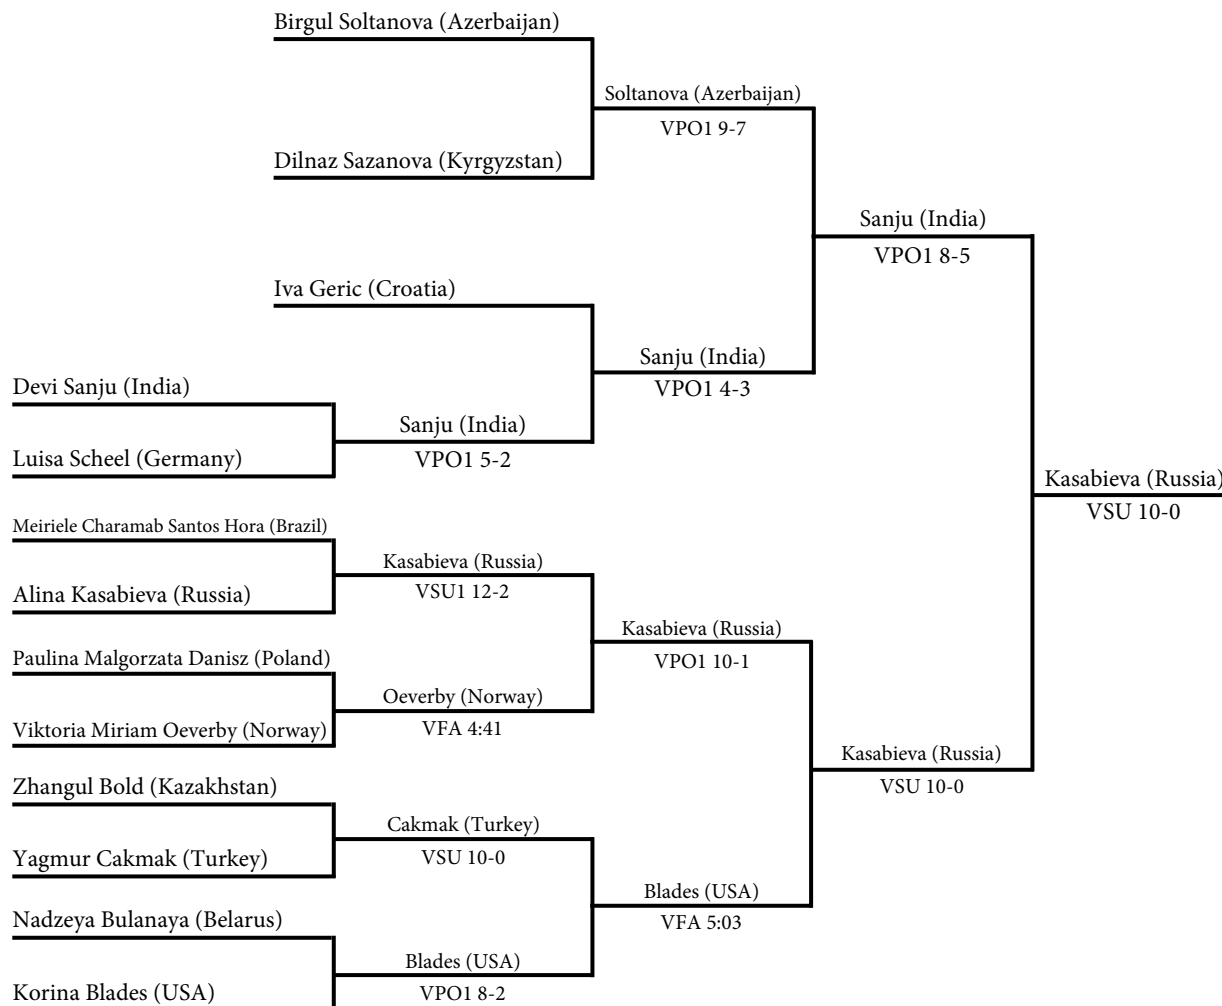 Birgul Soltanova (Azerbaijan)
Soltanova (Azerbaijan)
VPO1 9-7
Dilnaz Sazanova (Kyrgyzstan)
Sanju (India)
VPO1 8-5
Iva Geric (Croatia)
Sanju (India)
VPO1 4-3
Devi Sanju (India)
Sanju (India)
VPO1 5-2
Luisa Scheel (Germany)
Kasabieva (Russia)
VSU 10-0
Meiriele Charamab Santos Hora (Brazil)
Kasabieva (Russia)
VSU1 12-2
Alina Kasabieva (Russia)
Kasabieva (Russia)
VPO1 10-1
Paulina Malgorzata Danisz (Poland)
Oeverby (Norway)
VFA 4:41
Viktoria Miriam Oeverby (Norway)
Kasabieva (Russia)
VSU 10-0
Zhangul Bold (Kazakhstan)
Cakmak (Turkey)
VSU 10-0
Yagmur Cakmak (Turkey)
Blades (USA)
VFA 5:03
Nadzeya Bulanaya (Belarus)
Blades (USA)
VPO1 8-2
Korina Blades (USA)